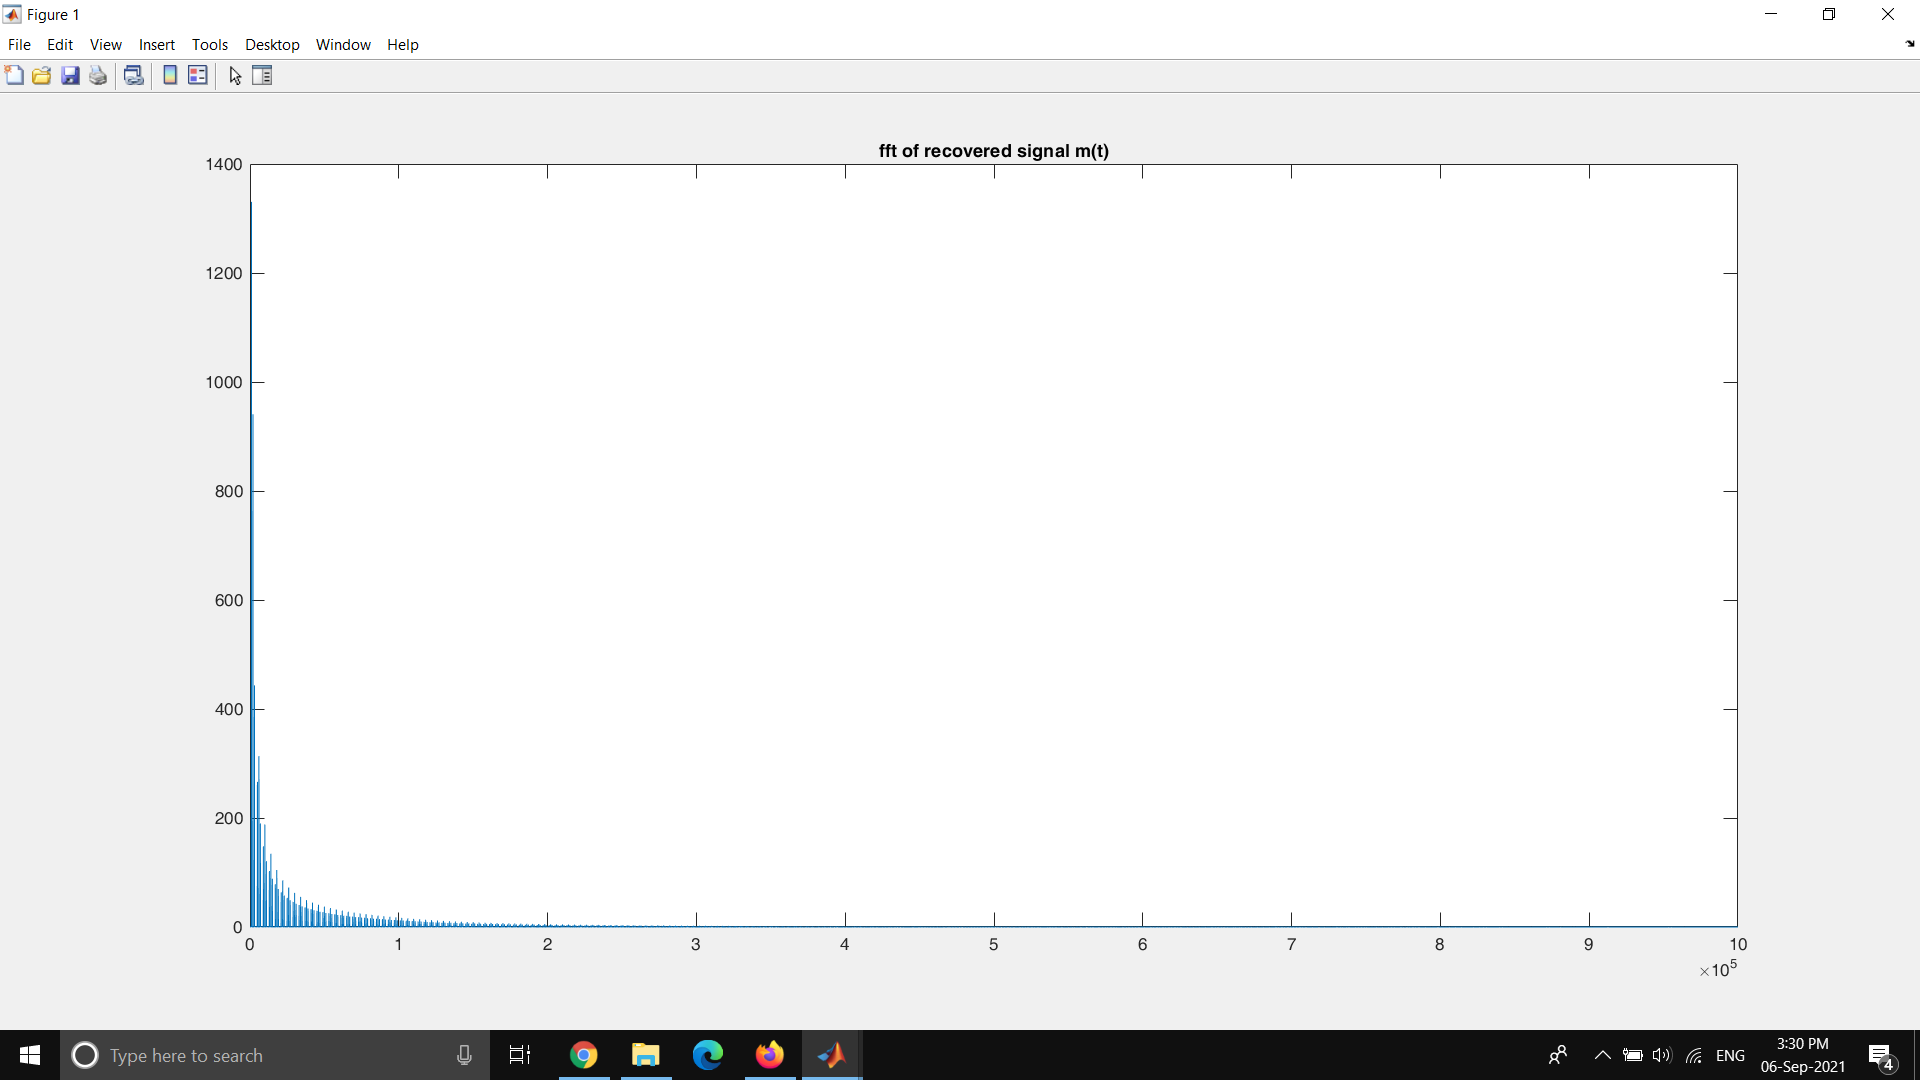 Figure 1
File Edit View Insert Tools Desktop Window Help
fft of recovered signal m(t)
1400
1200
1000
800
600
400
200
0
0 1 2 3 4 5 6 7 8 9 10
×10^5
Type here to search
ENG
3:30 PM
06-Sep-2021
4